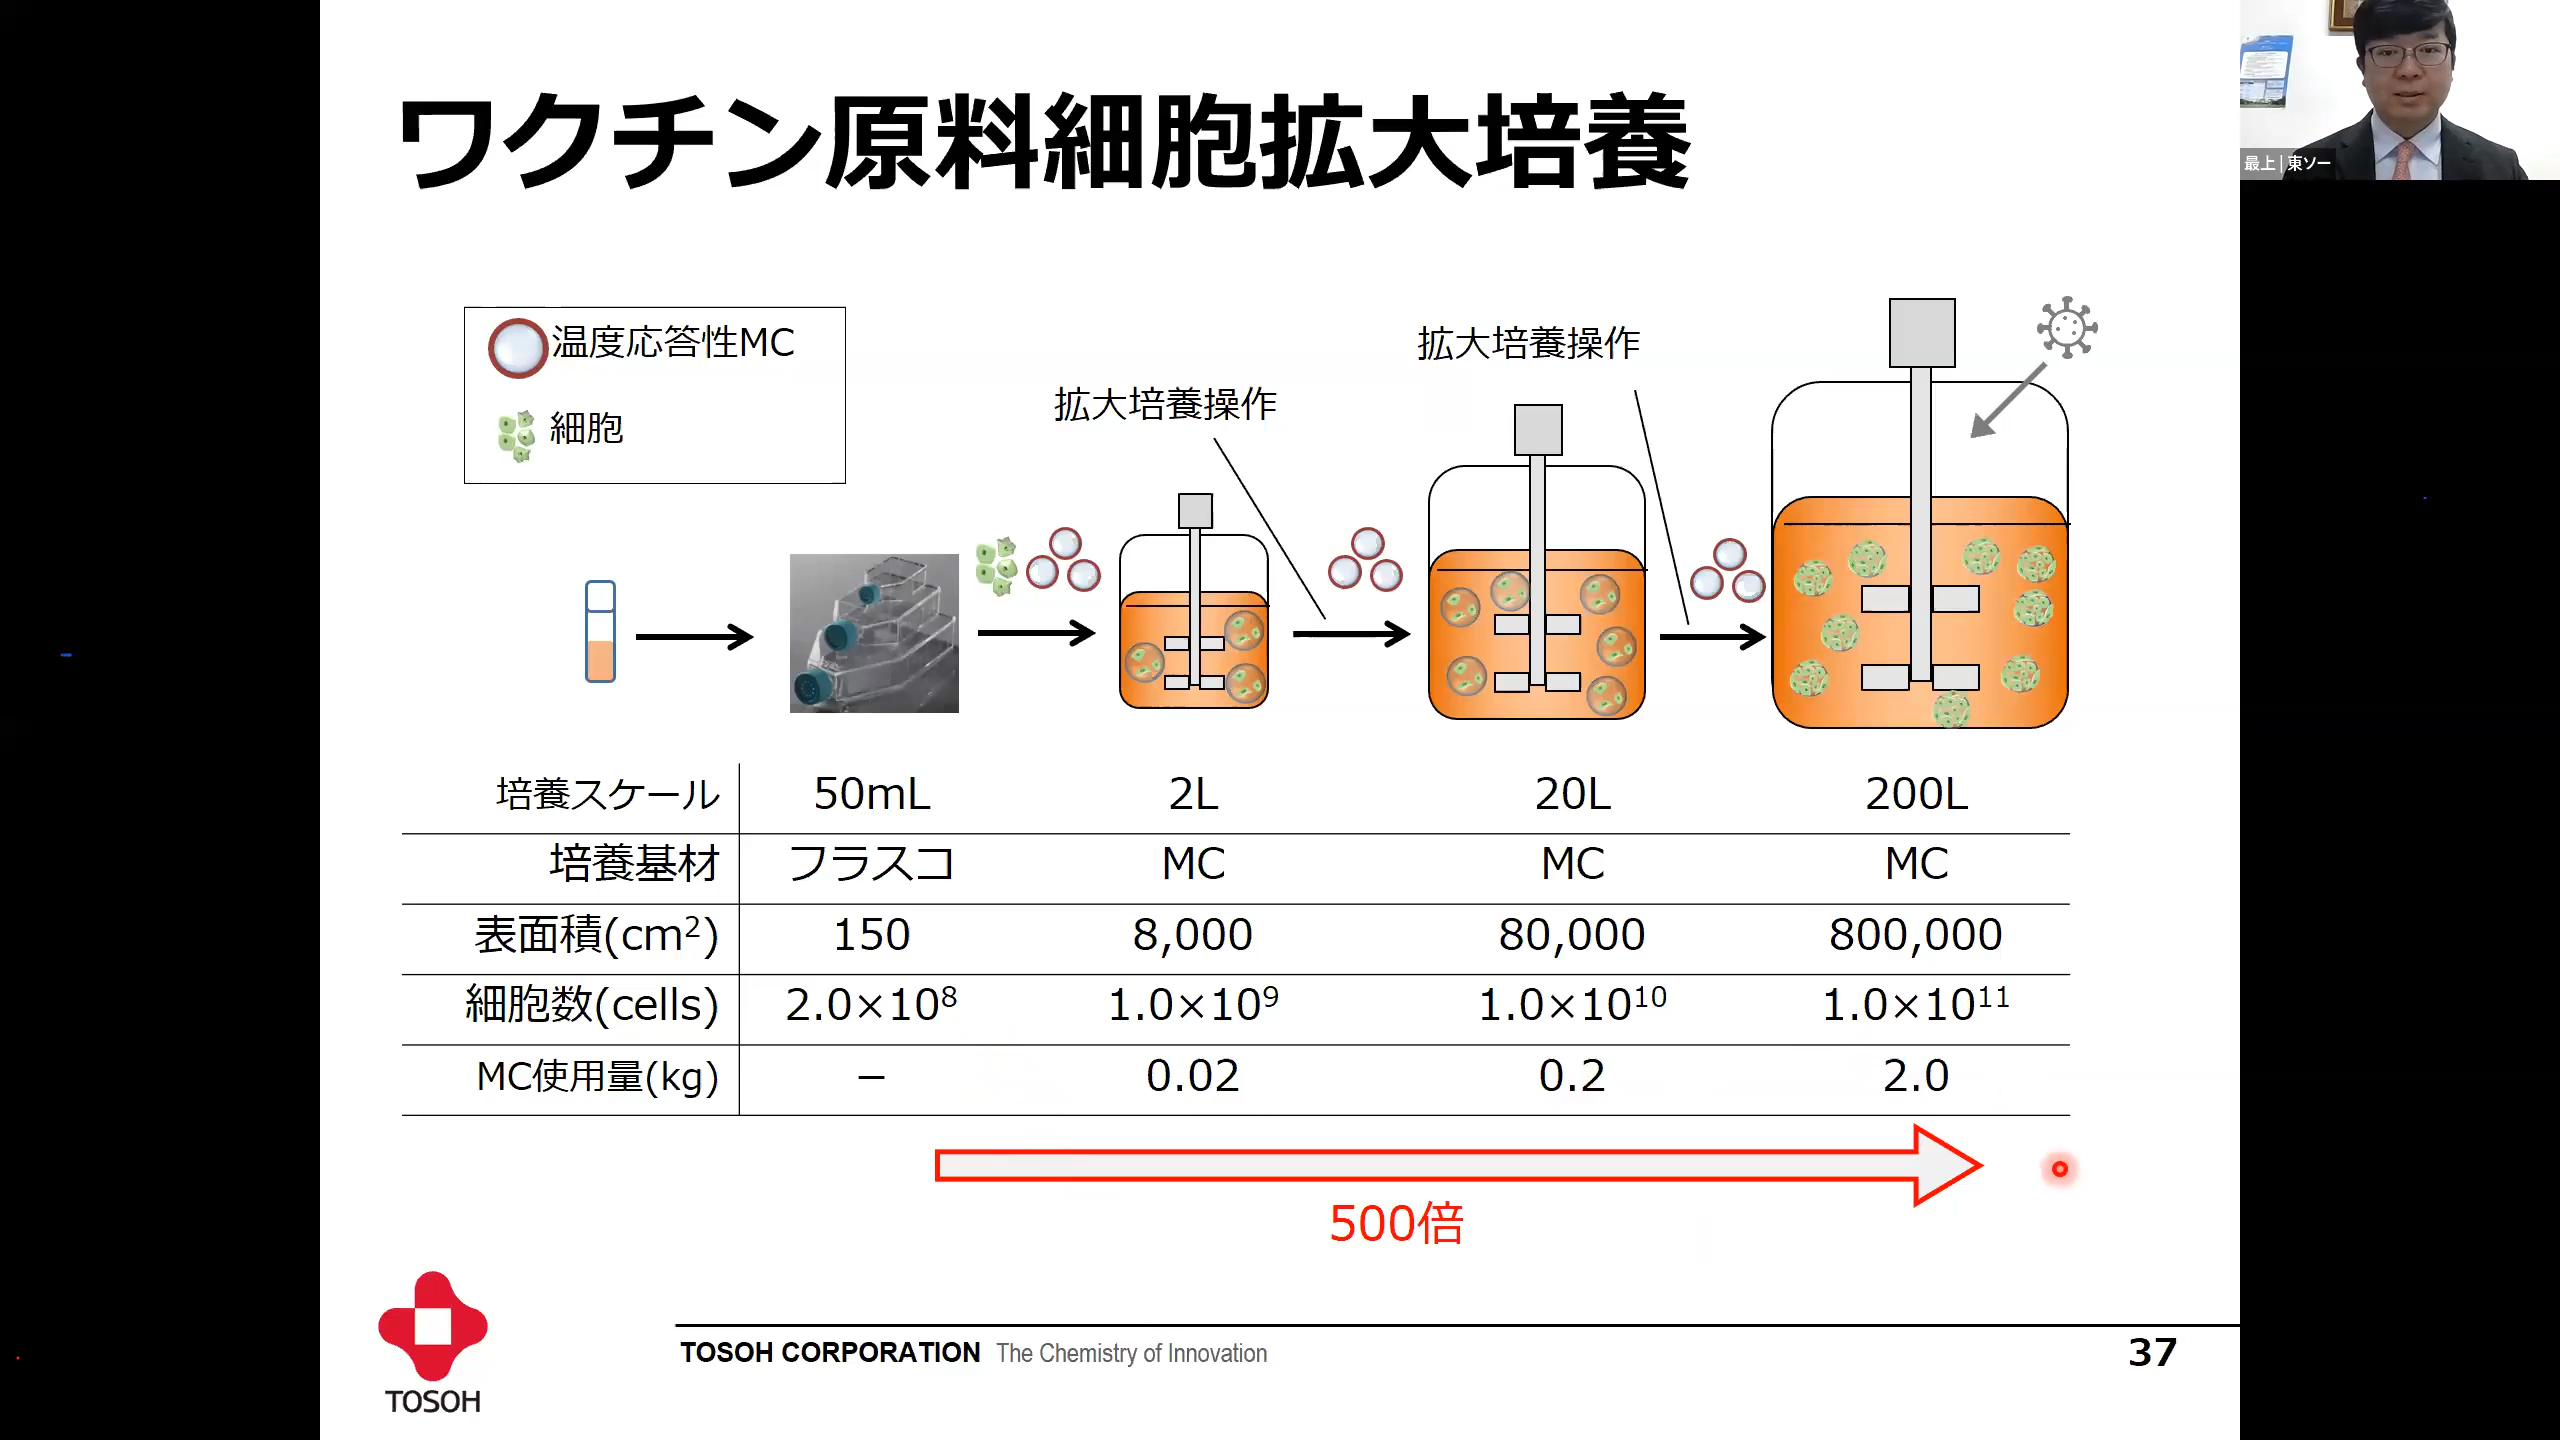 ワクチン原料細胞拡大培養
最上 | 東ソー
温度応答性MC
細胞
拡大培養操作
拡大培養操作
培養スケール 50mL 2L 20L 200L
培養基材 フラスコ MC MC MC
表面積(cm²) 150 8,000 80,000 800,000
細胞数(cells) 2.0×10⁸ 1.0×10⁹ 1.0×10¹⁰ 1.0×10¹¹
MC使用量(kg) − 0.02 0.2 2.0
500倍
TOSOH
TOSOH CORPORATION The Chemistry of Innovation
37